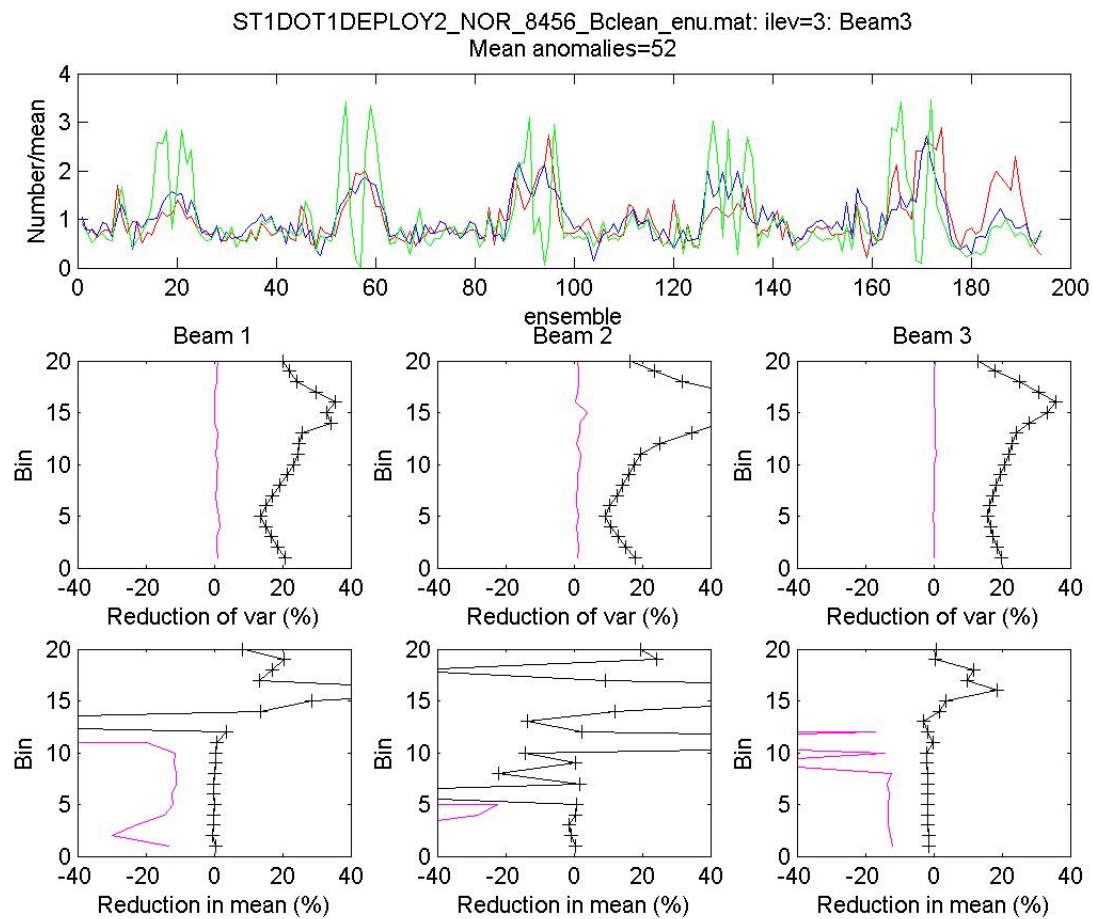 ST1DOT1DEPLOY2_NOR_8456_Bclean_enu.mat: ilev=3: Beam3
Mean anomalies=52
Number/mean
4
3
2
1
0
0 20 40 60 80 100 120 140 160 180 200
ensemble
Beam 1 Beam 2 Beam 3
Bin
20
15
10
5
0
-40 -20 0 20 40
Reduction of var (%)
Bin
20
15
10
5
0
-40 -20 0 20 40
Reduction of var (%)
Bin
20
15
10
5
0
-40 -20 0 20 40
Reduction of var (%)
Bin
20
15
10
5
0
-40 -20 0 20 40
Reduction in mean (%)
Bin
20
15
10
5
0
-40 -20 0 20 40
Reduction in mean (%)
Bin
20
15
10
5
0
-40 -20 0 20 40
Reduction in mean (%)